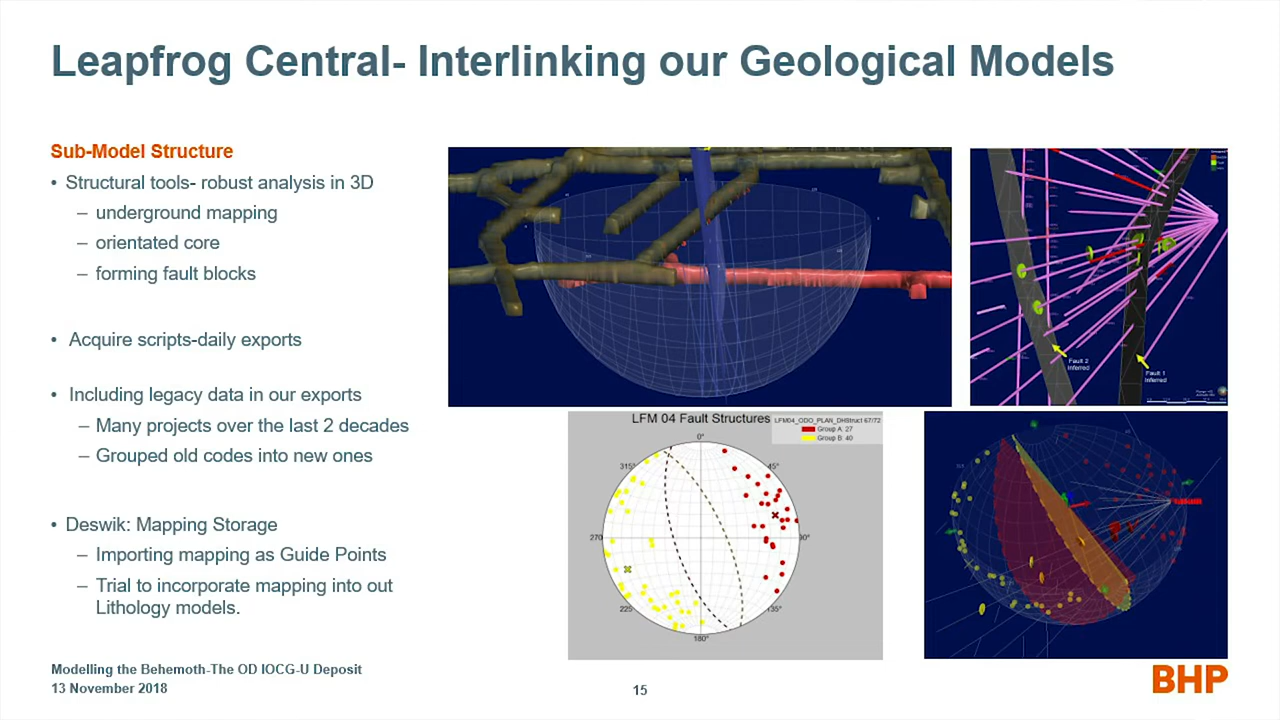 Leapfrog Central- Interlinking our Geological Models
Sub-Model Structure
• Structural tools- robust analysis in 3D
– underground mapping
– orientated core
– forming fault blocks
• Acquire scripts-daily exports
• Including legacy data in our exports
– Many projects over the last 2 decades
– Grouped old codes into new ones
• Deswik: Mapping Storage
– Importing mapping as Guide Points
– Trial to incorporate mapping into out
Lithology models.
Fault 2
Inferred
Fault 1
Inferred
LFM 04 Fault Structures
LFM04_ODO_PLAN_DHStruct 67/72
Group A: 27
Group B: 40
0°
315°
45°
270
90°
225
135°
180°
Modelling the Behemoth-The OD IOCG-U Deposit
13 November 2018
15
BHP